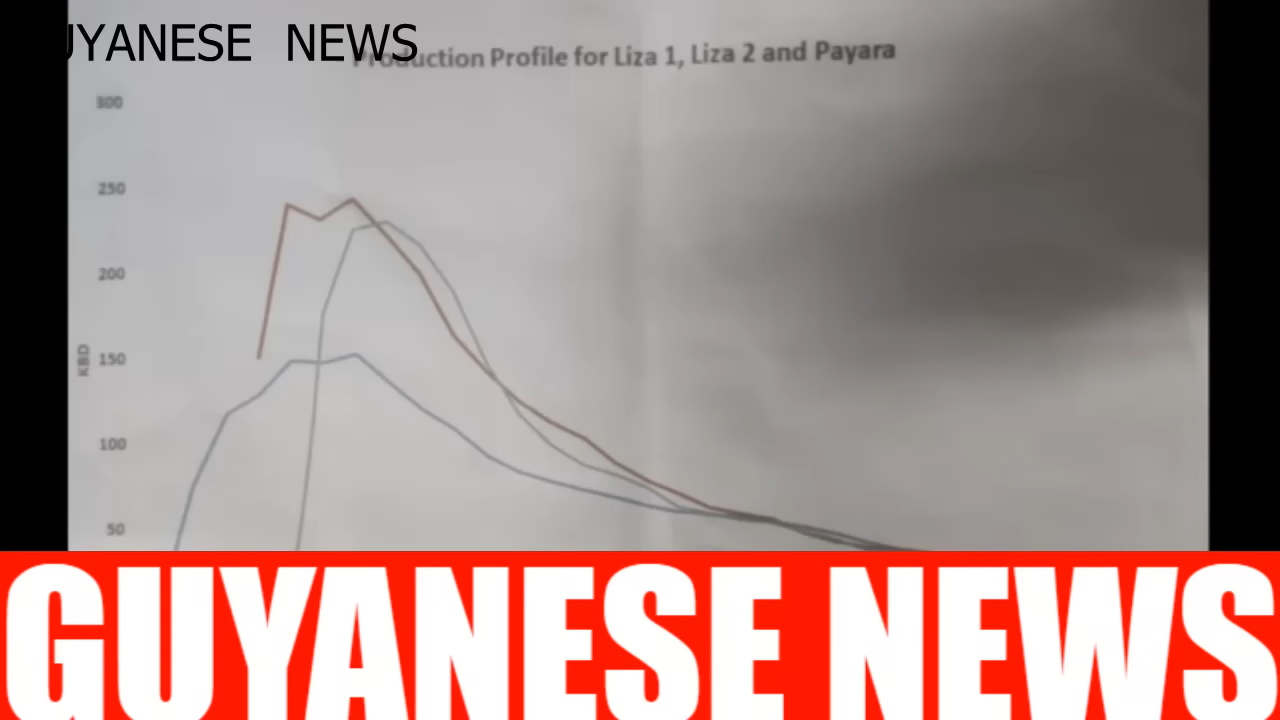 UYANESE NEWS
Production Profile for Liza 1, Liza 2 and Payara
300
250
200
KBD
150
100
50
GUYANESE NEWS